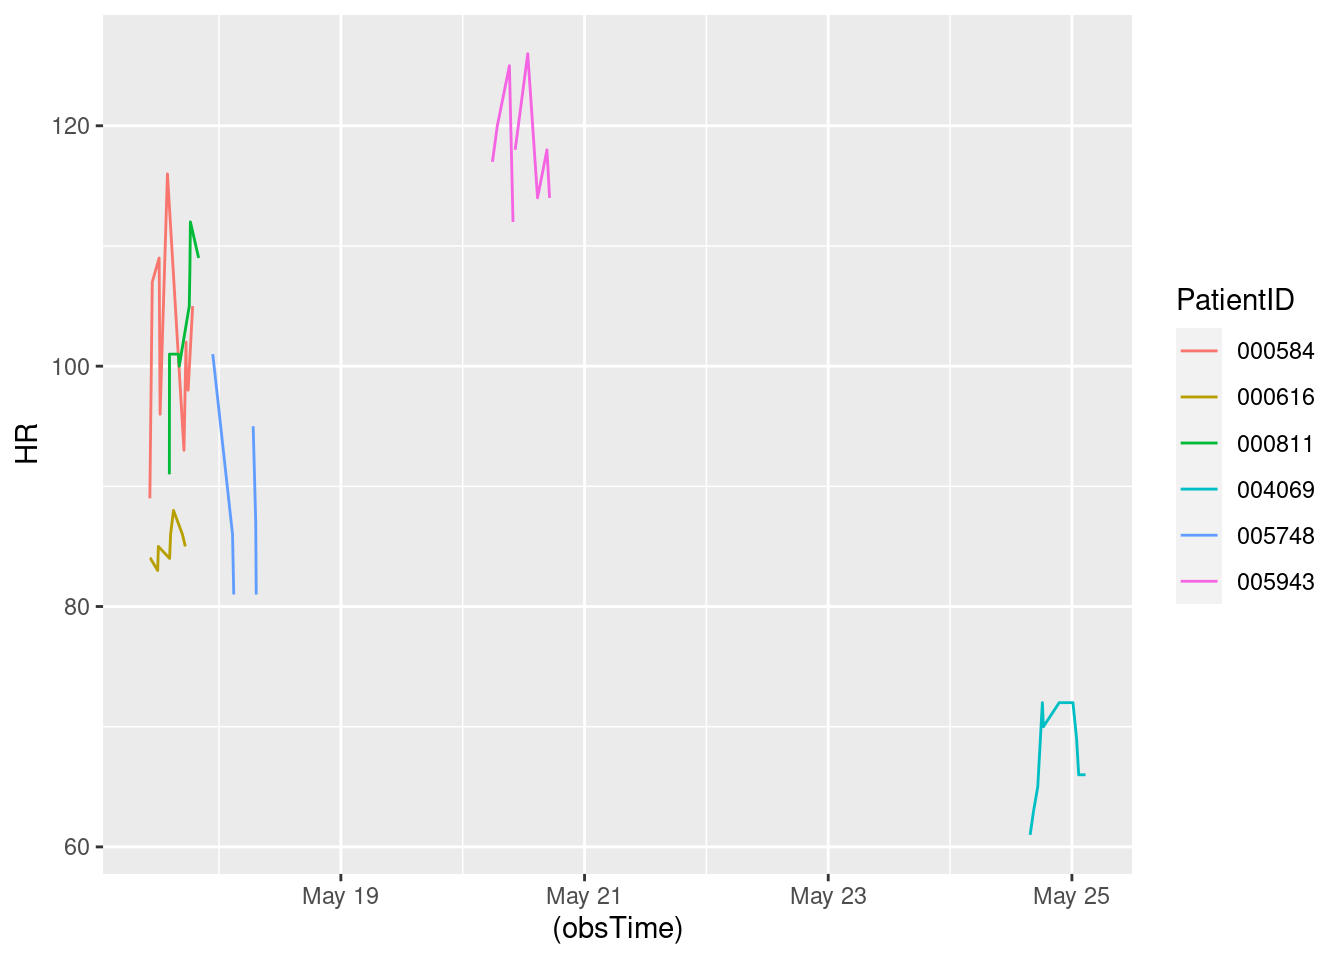 HR
120
100
80
60
May 19
May 21
May 23
May 25
(obsTime)
PatientID
000584
000616
000811
004069
005748
005943